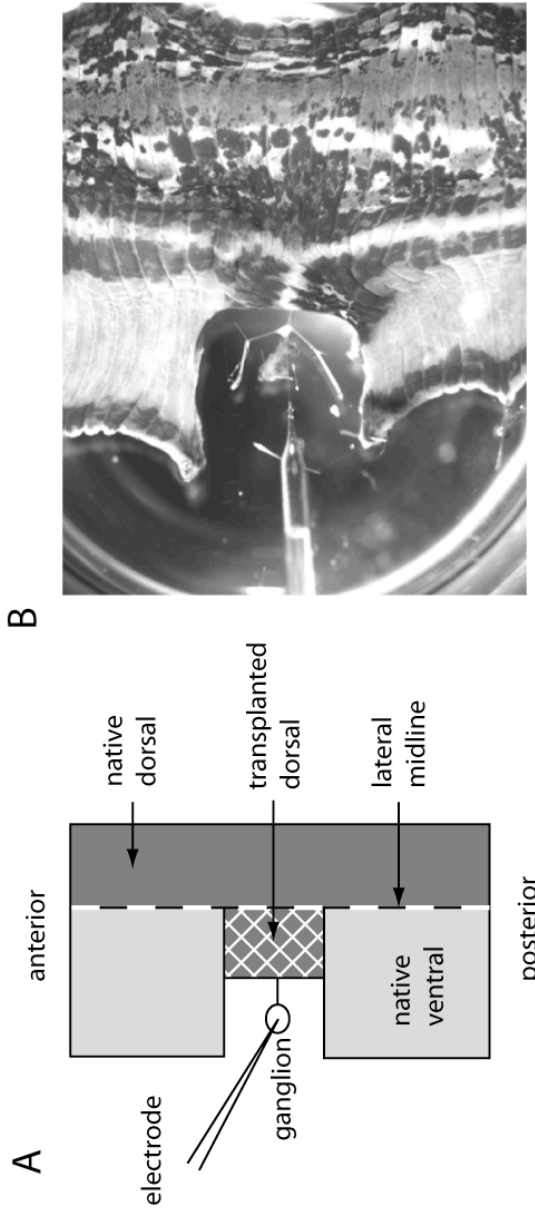 A
anterior
native
dorsal
electrode
ganglion
transplanted
dorsal
native
ventral
lateral
midline
posterior
B